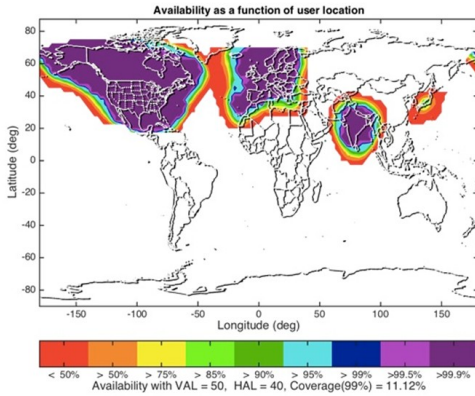 Availability as a function of user location
80
60
40
20
0
-20
-40
-60
-80
Latitude (deg)
-150 -100 -50 0 50 100 150
Longitude (deg)
< 50% > 50% > 75% > 85% > 90% > 95% > 99% >99.5% >99.9%
Availability with VAL = 50, HAL = 40, Coverage(99%) = 11.12%